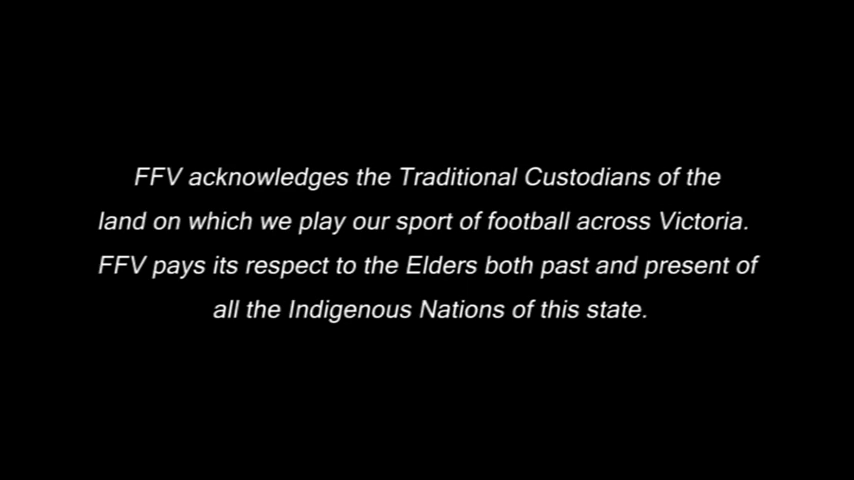 FFV acknowledges the Traditional Custodians of the
land on which we play our sport of football across Victoria.
FFV pays its respect to the Elders both past and present of
all the Indigenous Nations of this state.